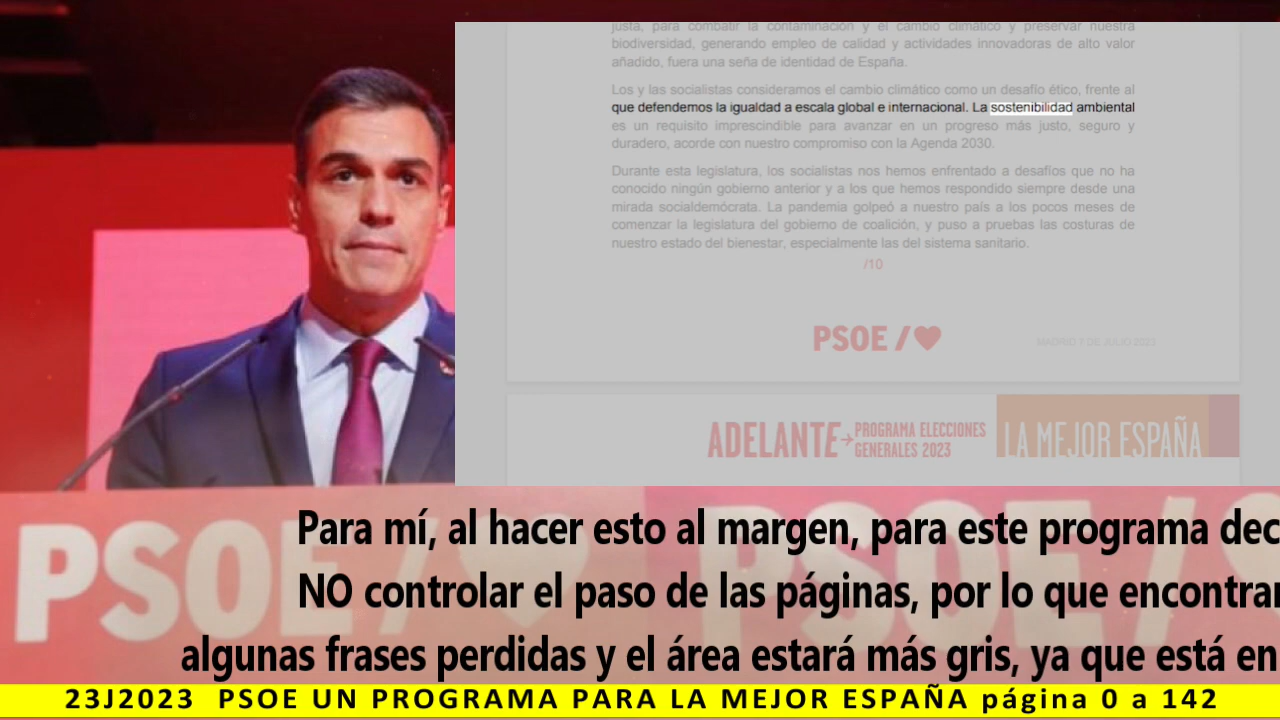 justa, para combatir la contaminación y el cambio climático y preservar nuestra
biodiversidad, generando empleo de calidad y actividades innovadoras de alto valor
añadido, fuera una seña de identidad de España.
Los y las socialistas consideramos el cambio climático como un desafío ético, frente al
que defendemos la igualdad a escala global e internacional. La sostenibilidad ambiental
es un requisito imprescindible para avanzar en un progreso más justo, seguro y
duradero, acorde con nuestro compromiso con la Agenda 2030.
Durante esta legislatura, los socialistas nos hemos enfrentado a desafíos que no ha
conocido ningún gobierno anterior y a los que hemos respondido siempre desde una
mirada socialdemócrata. La pandemia golpeó a nuestro país a los pocos meses de
comenzar la legislatura del gobierno de coalición, y puso a pruebas las costuras de
nuestro estado del bienestar, especialmente las del sistema sanitario.
/10
PSOE /
MADRID 7 DE JULIO 2023
ADELANTE PROGRAMA ELECCIONES
GENERALES 2023
LA MEJOR ESPAÑA
PSOE / PSOE /
Para mí, al hacer esto al margen, para este programa dec
NO controlar el paso de las páginas, por lo que encontrar
algunas frases perdidas y el área estará más gris, ya que está en
23J2023 PSOE UN PROGRAMA PARA LA MEJOR ESPAÑA página 0 a 142